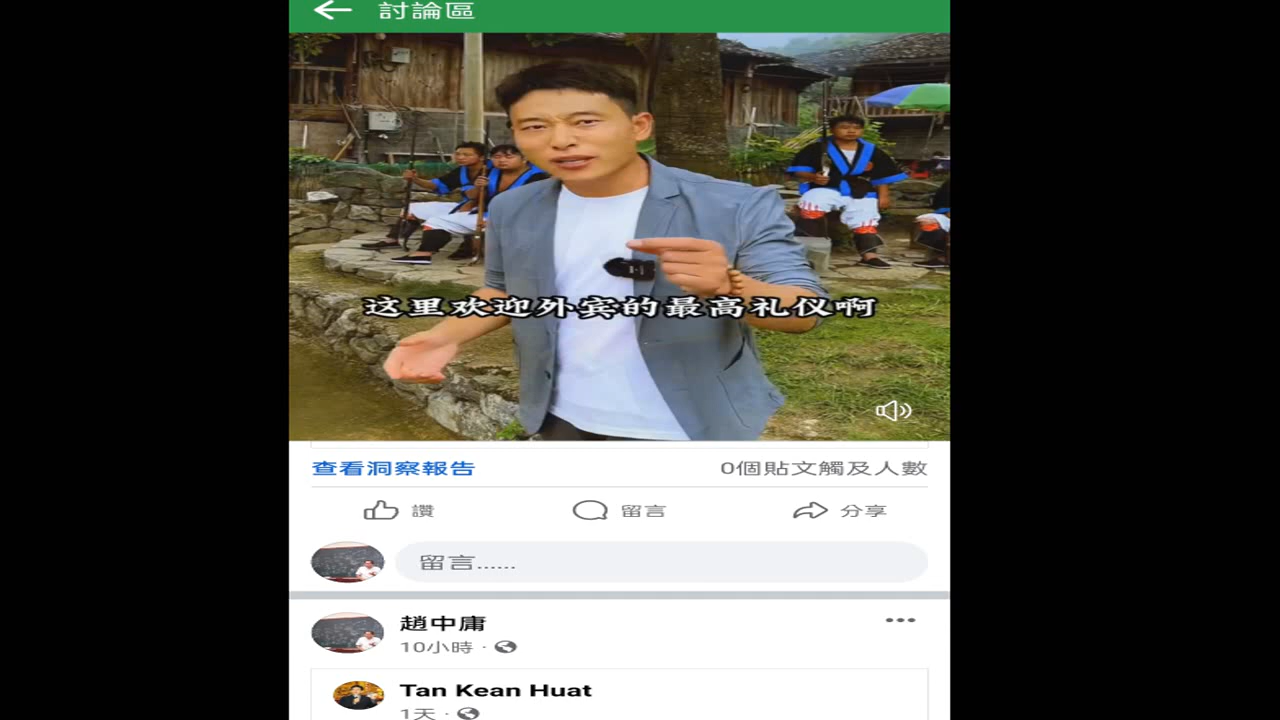 討論區
这里欢迎外宾的最高礼仪啊
查看洞察報告
0個貼文觸及人數
讚
留言
分享
留言......
趙中庸
10小時 ·
Tan Kean Huat
1天 ·